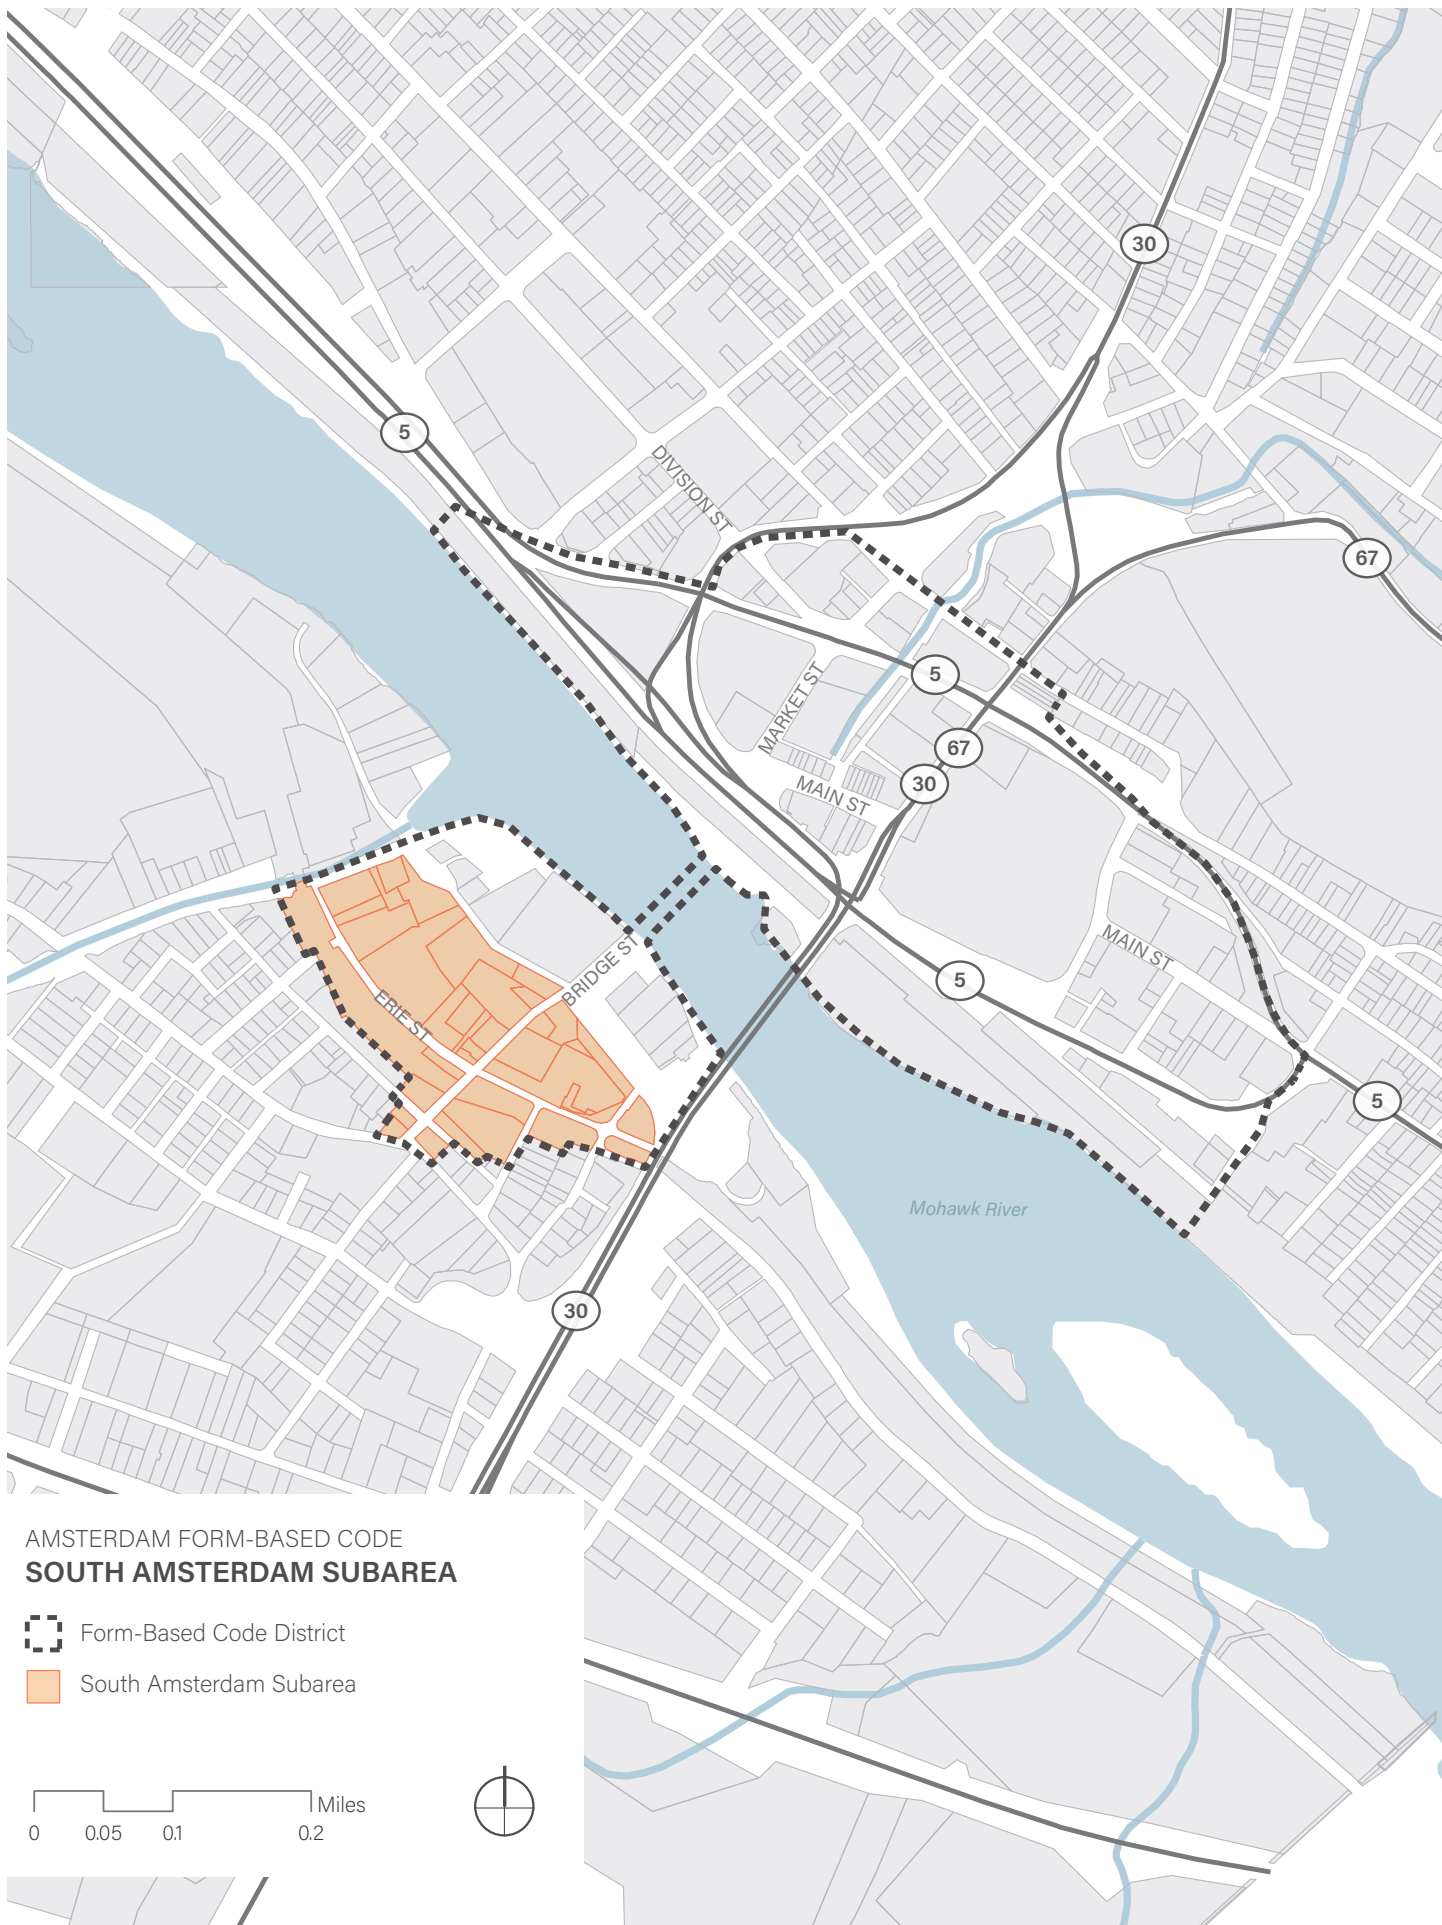 30
5
DIVISION ST
67
5
MARKET ST
67
30
MAIN ST
MAIN ST
BRIDGE ST
5
ERIE ST
5
Mohawk River
30
AMSTERDAM FORM-BASED CODE
SOUTH AMSTERDAM SUBAREA
Form-Based Code District
South Amsterdam Subarea
Miles
0 0.05 0.1 0.2